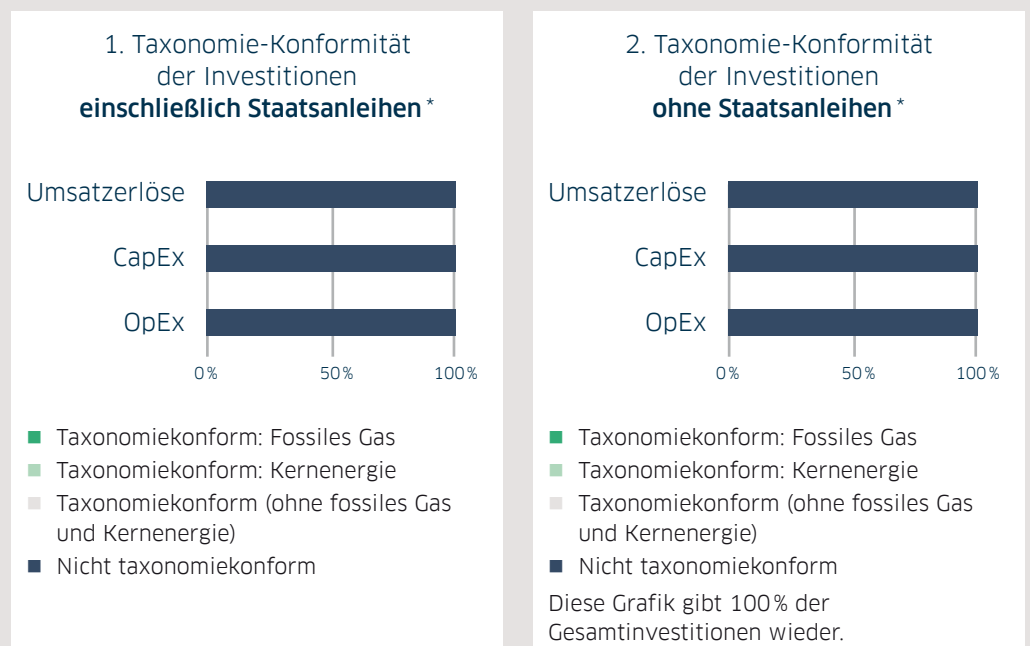 1. Taxonomie-Konformität
der Investitionen
einschließlich Staatsanleihen *
Umsatzerlöse
CapEx
OpEx
0 %
50 %
100 %
Taxonomiekonform: Fossiles Gas
Taxonomiekonform: Kernenergie
Taxonomiekonform (ohne fossiles Gas
und Kernenergie)
Nicht taxonomiekonform
2. Taxonomie-Konformität
der Investitionen
ohne Staatsanleihen *
Umsatzerlöse
CapEx
OpEx
0 %
50 %
100 %
Taxonomiekonform: Fossiles Gas
Taxonomiekonform: Kernenergie
Taxonomiekonform (ohne fossiles Gas
und Kernenergie)
Nicht taxonomiekonform
Diese Grafik gibt 100 % der
Gesamtinvestitionen wieder.